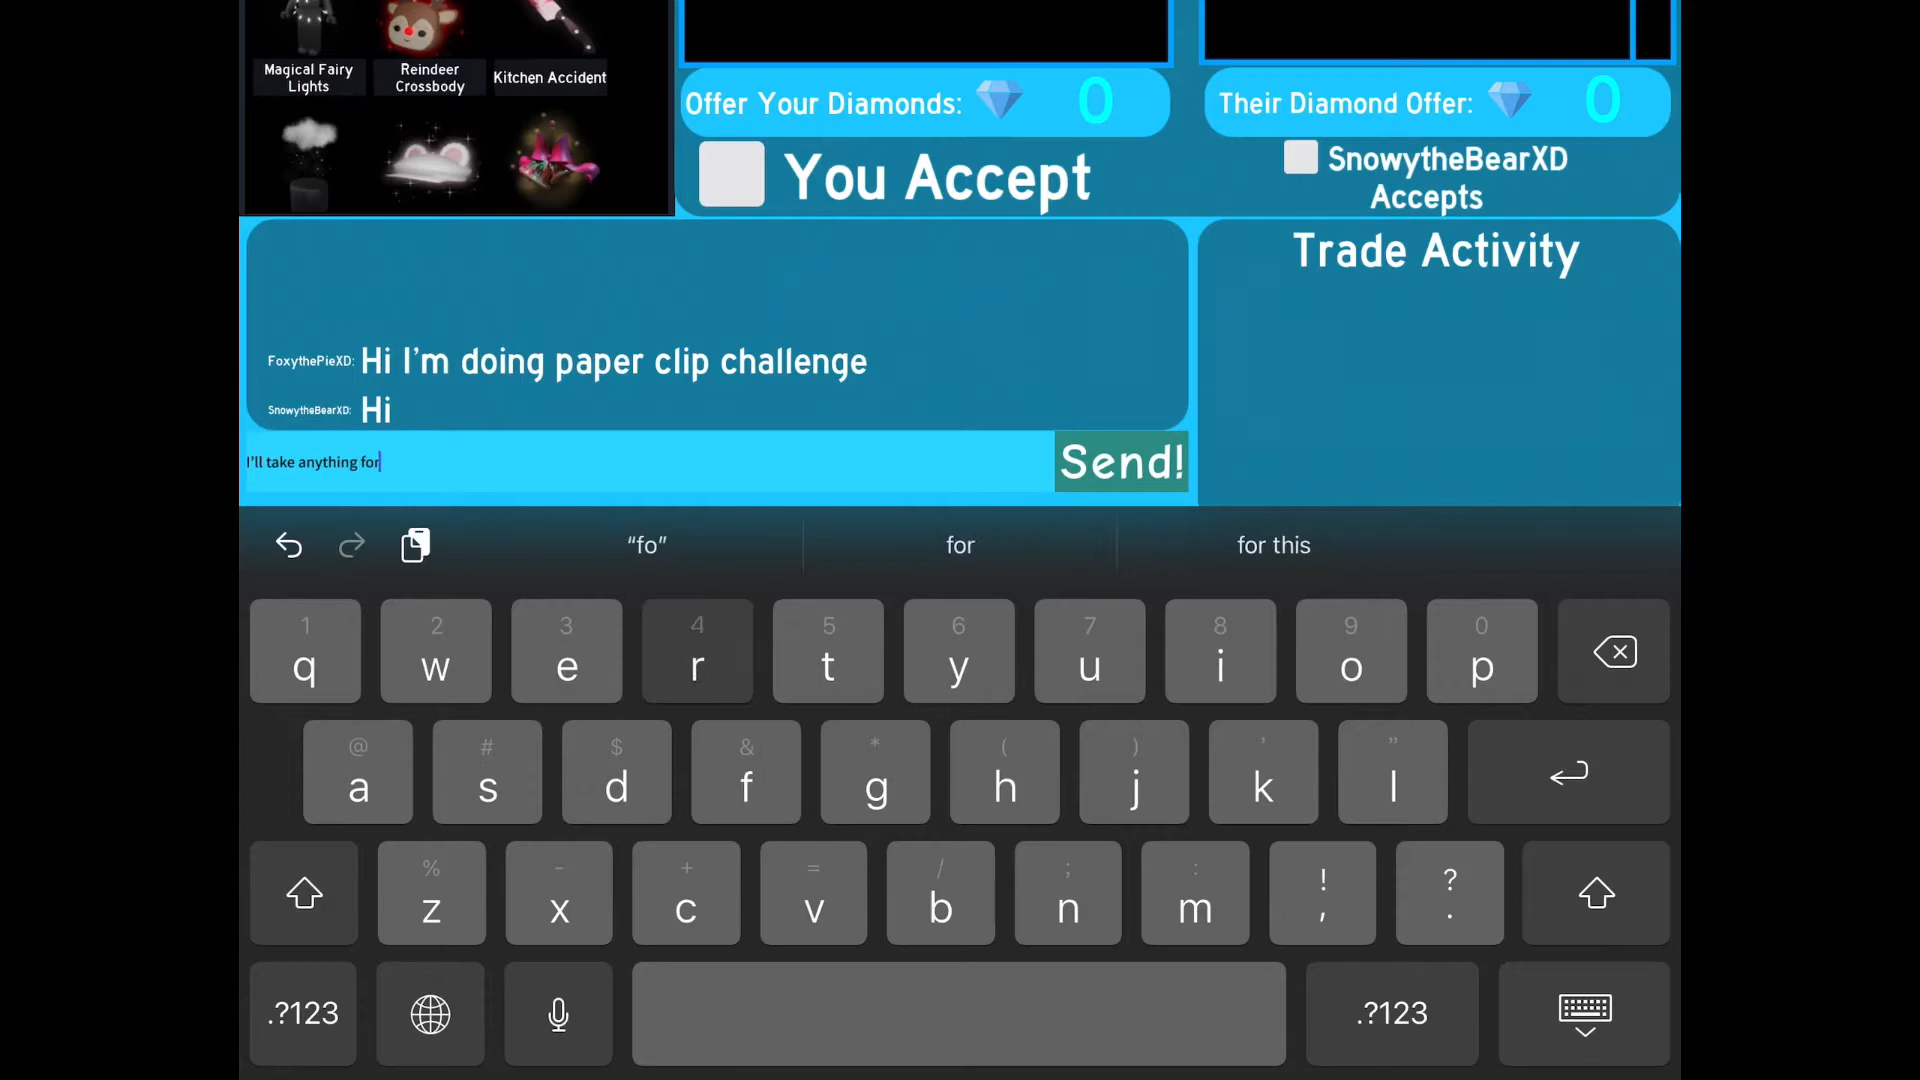 Magical Fairy
Lights
Reindeer
Crossbody
Kitchen Accident
Offer Your Diamonds: 0
Their Diamond Offer: 0
You Accept
SnowytheBearXD
Accepts
Trade Activity
FoxythePieXD: Hi I'm doing paper clip challenge
SnowytheBearXD: Hi
I'll take anything for
Send!
“fo” for for this
1 2 3 4 5 6 7 8 9 0
q w e r t y u i o p
@ # $ & * ( ) ' "
a s d f g h j k l
% - + = / ; : ! ?
z x c v b n m , .
.?123 .?123